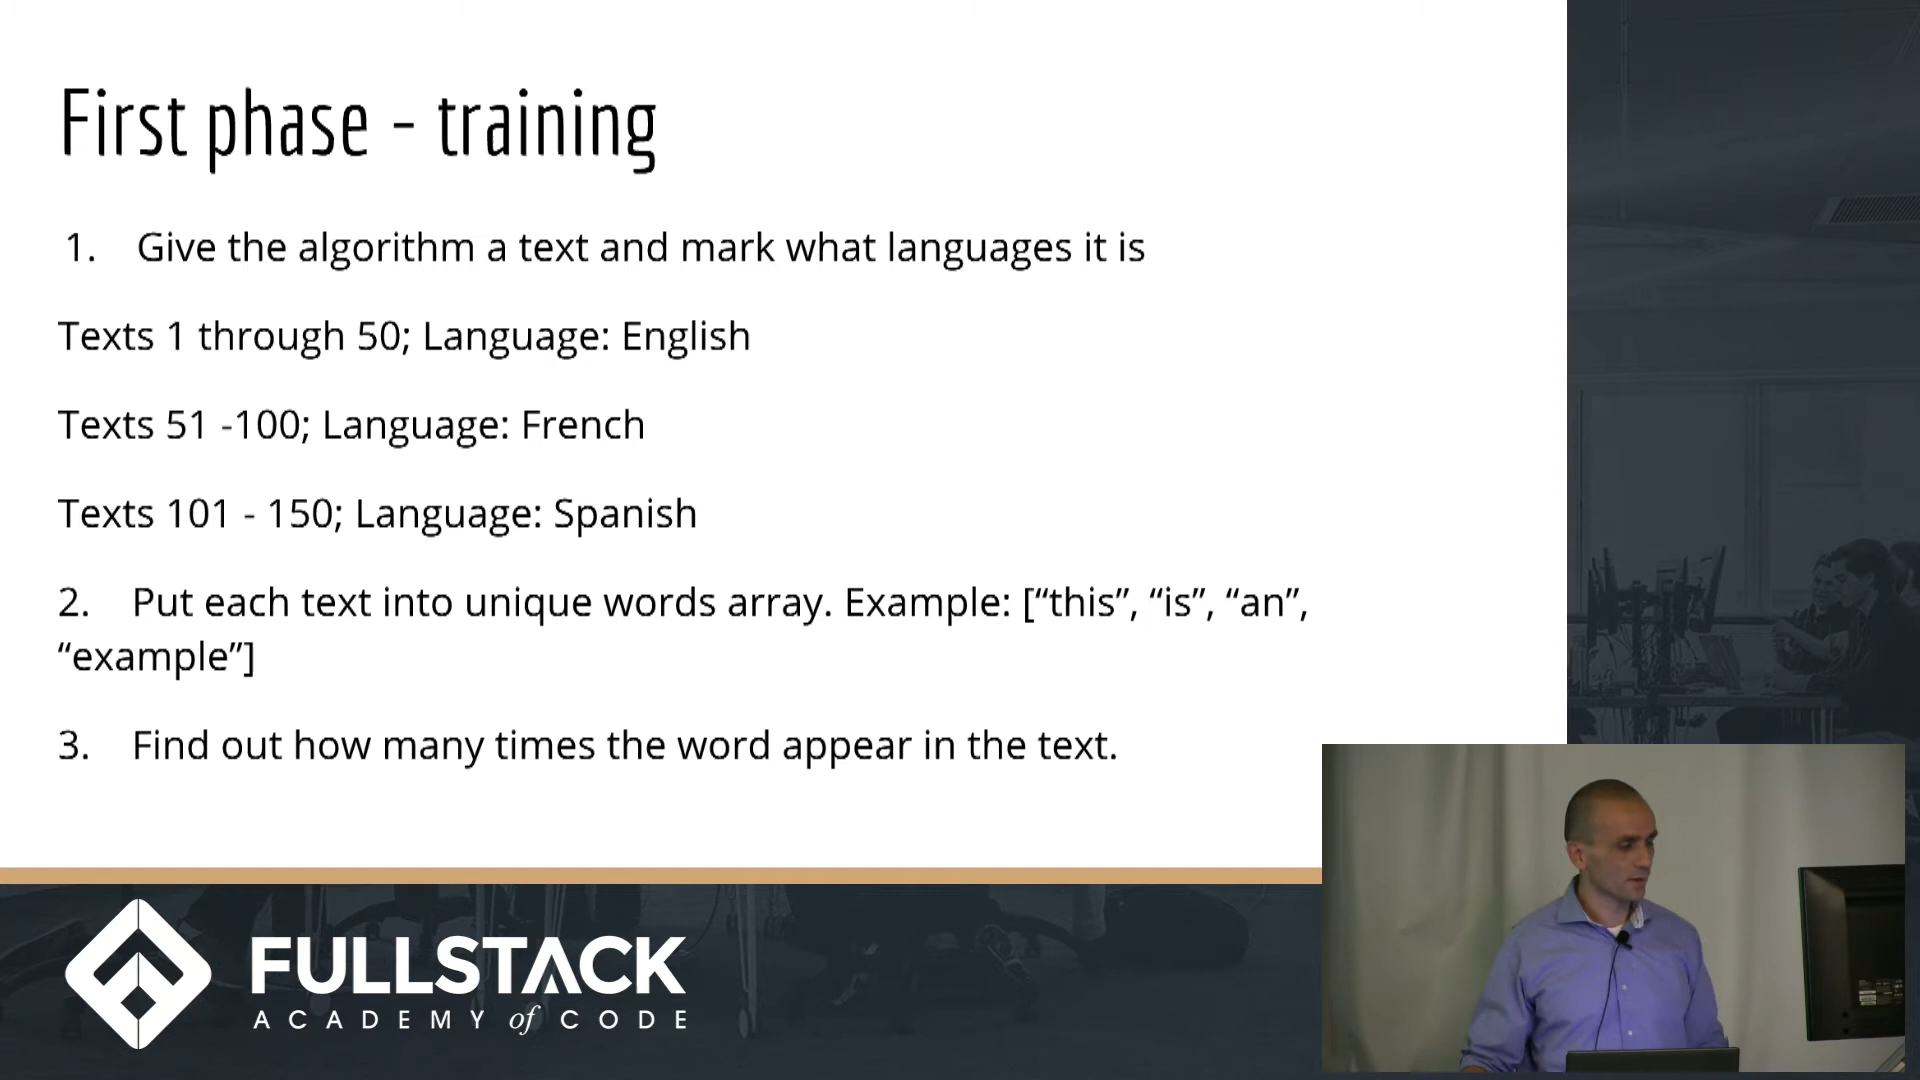 First phase - training
1. Give the algorithm a text and mark what languages it is
Texts 1 through 50; Language: English
Texts 51 -100; Language: French
Texts 101 - 150; Language: Spanish
2. Put each text into unique words array. Example: [“this”, “is”, “an”,
“example”]
3. Find out how many times the word appear in the text.
FULLSTACK
ACADEMY of CODE